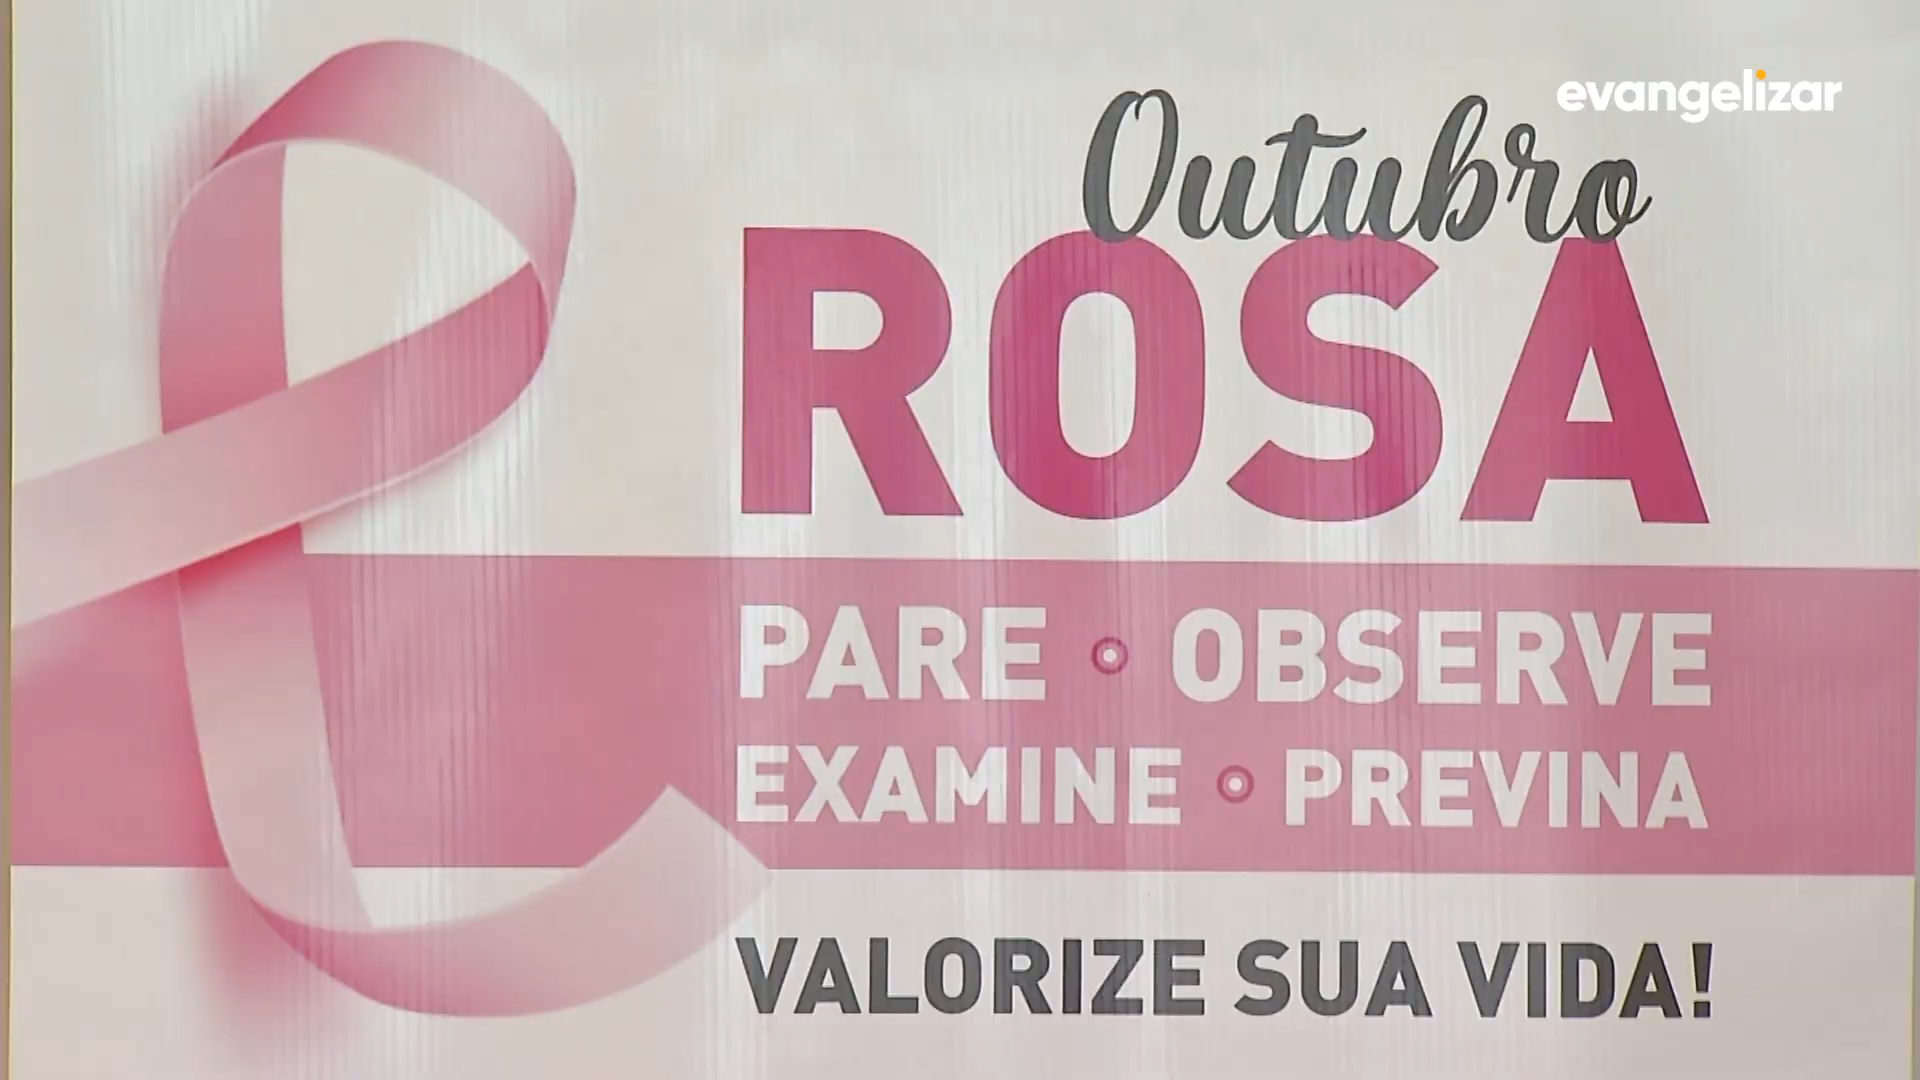 evangelizar
Outubro
ROSA
PARE • OBSERVE
EXAMINE • PREVINA
VALORIZE SUA VIDA!